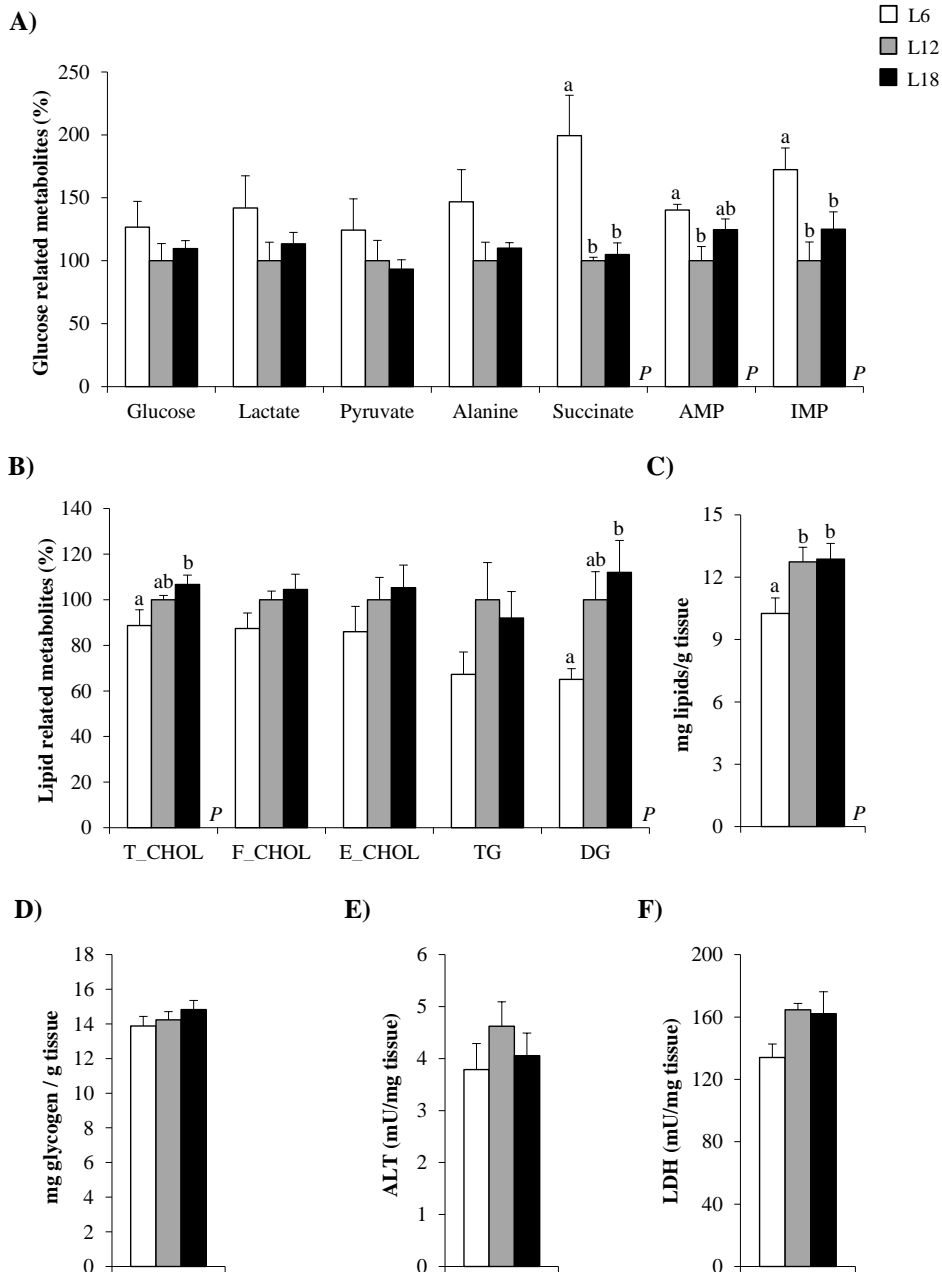 A)
L6
L12
L18
Glucose related metabolites (%)
250
200
150
100
50
0
a
a
a
ab
b
b
b
b
b
P
P
P
Glucose Lactate Pyruvate Alanine Succinate AMP IMP
B)
Lipid related metabolites (%)
140
120
100
80
60
40
20
0
a
ab
b
a
ab
b
P
P
T_CHOL F_CHOL E_CHOL TG DG
C)
mg lipids/g tissue
15
12
9
6
3
0
a
b
b
P
D)
mg glycogen / g tissue
18
16
14
12
10
8
6
4
2
0
E)
ALT (mU/mg tissue)
6
5
4
3
2
1
0
F)
LDH (mU/mg tissue)
200
160
120
80
40
0